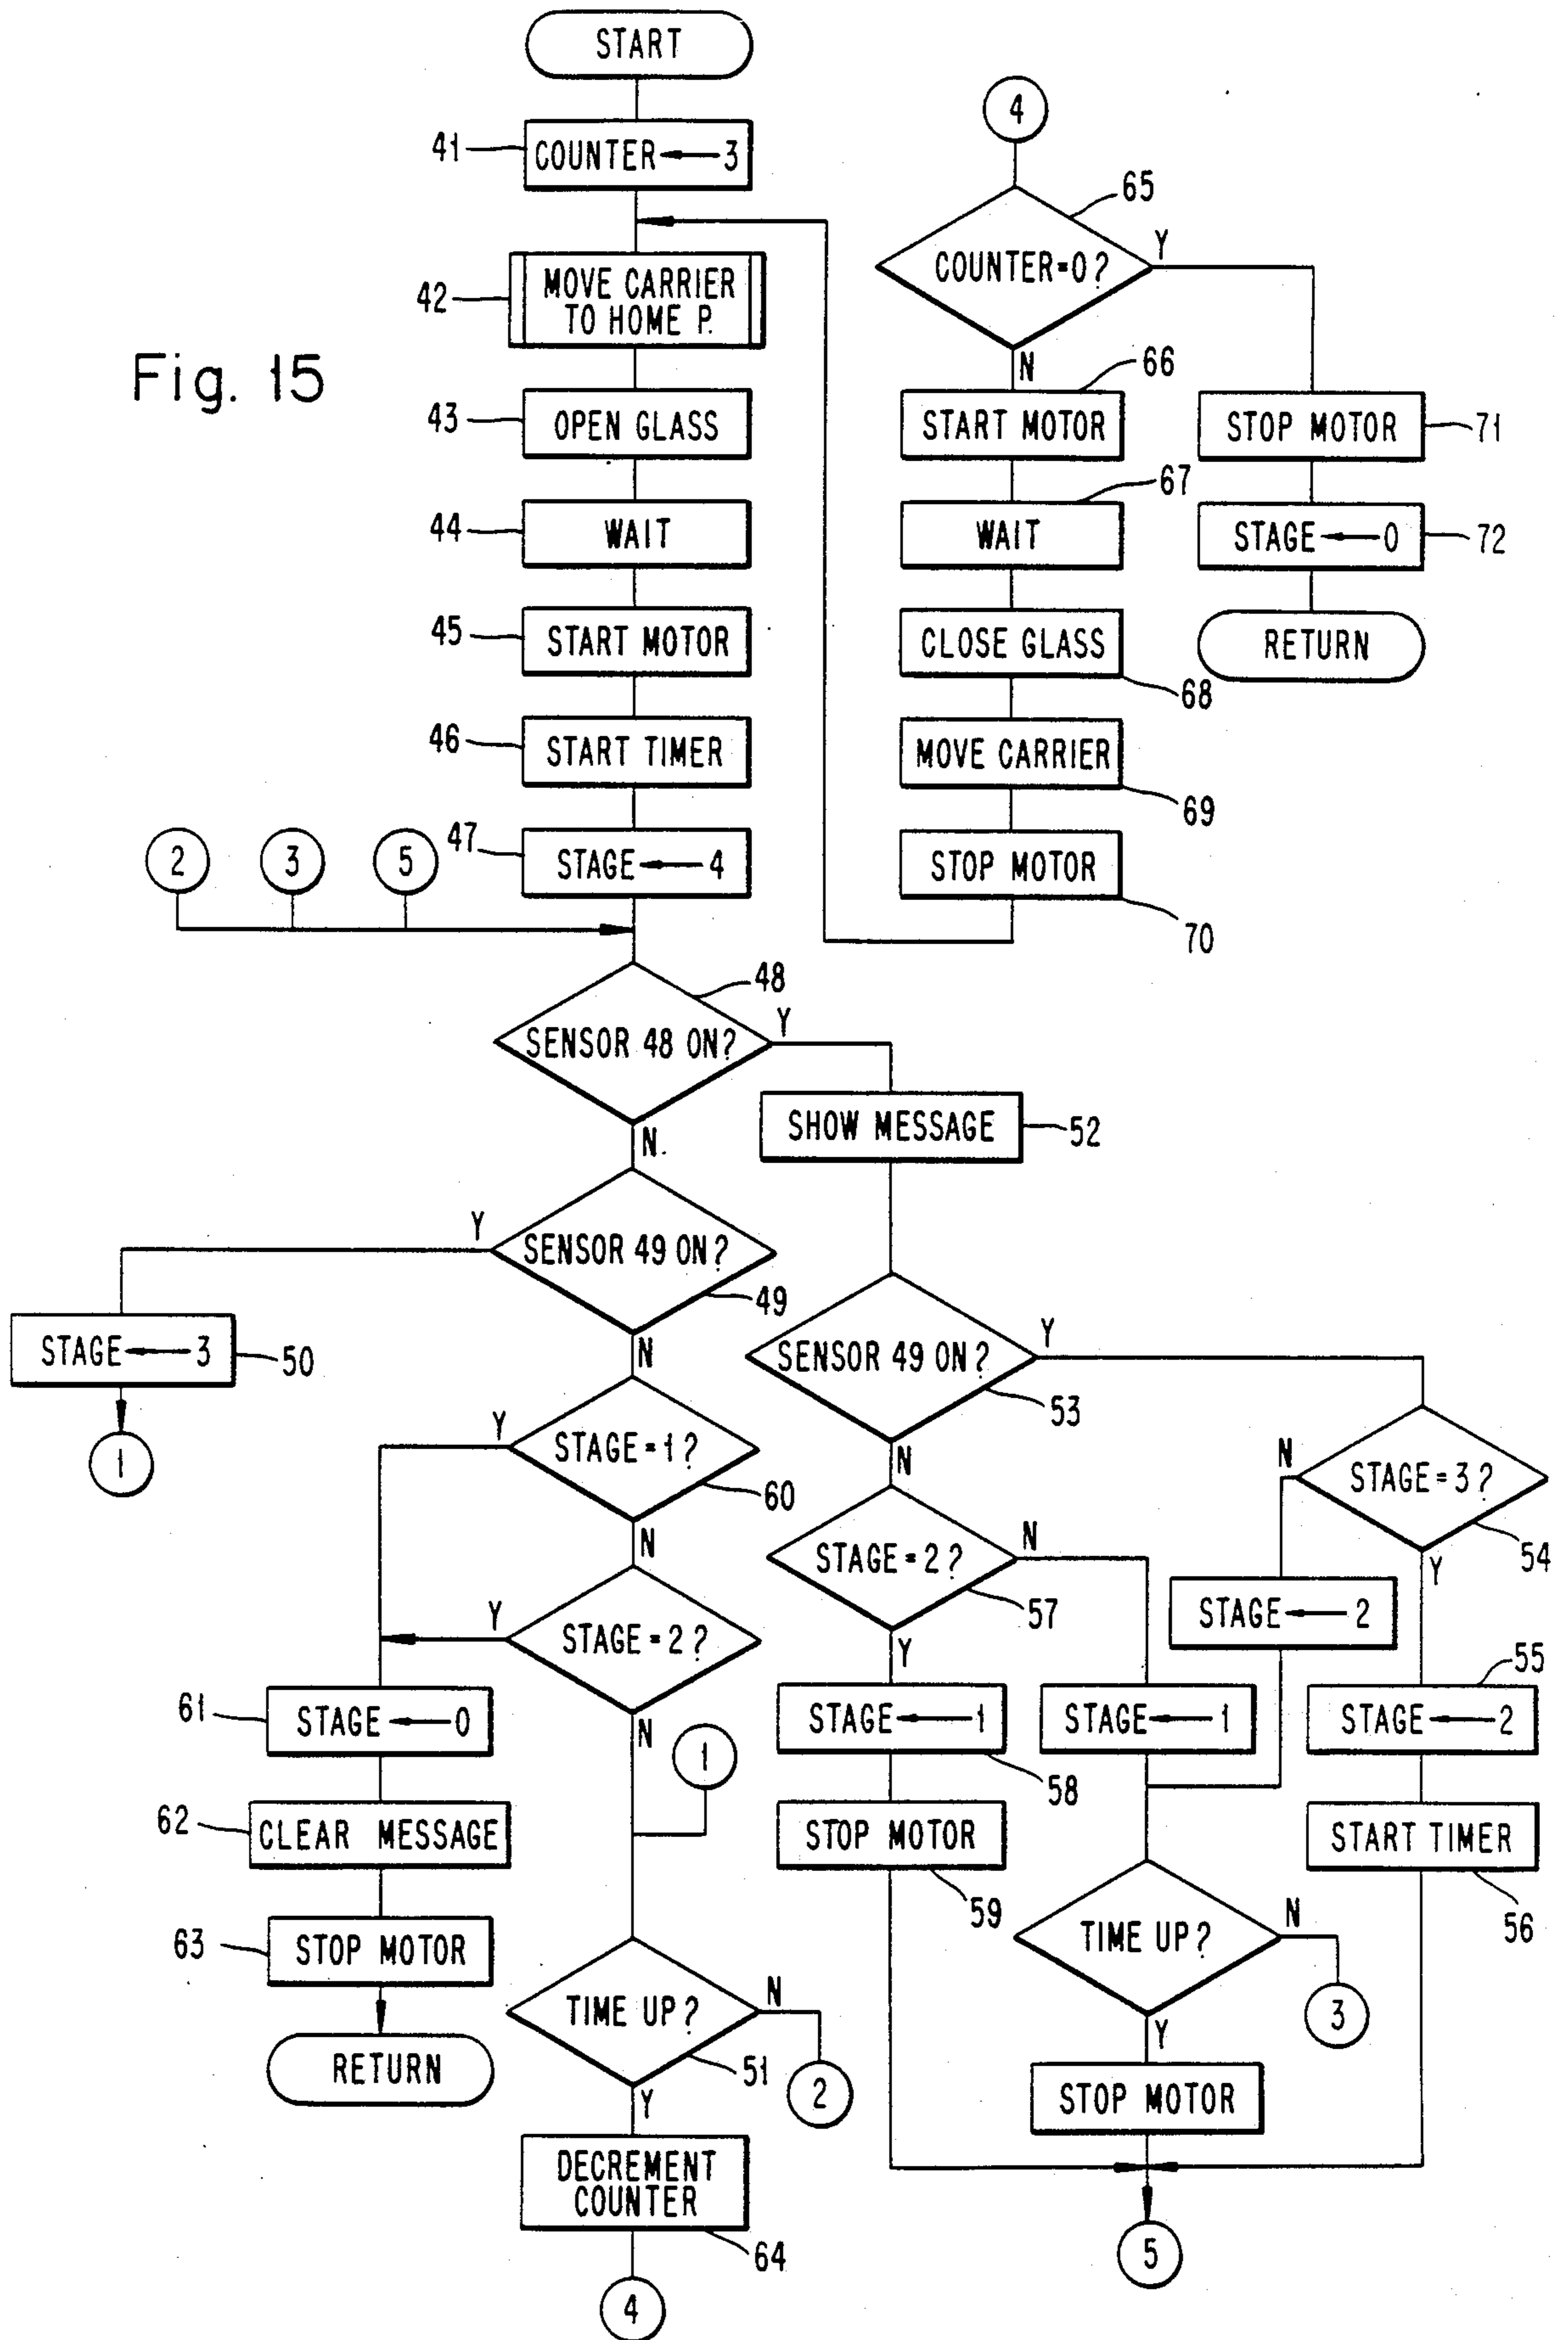 START
41
COUNTER ← 3
42
MOVE CARRIER
TO HOME P.
43
OPEN GLASS
44
WAIT
45
START MOTOR
46
START TIMER
47
STAGE ← 4
Fig. 15
4
65
COUNTER=0?
Y
N
66
START MOTOR
67
WAIT
CLOSE GLASS
68
MOVE CARRIER
69
STOP MOTOR
70
STOP MOTOR
71
STAGE ← 0
72
RETURN
2
3
5
48
SENSOR 48 ON?
Y
N
SHOW MESSAGE
52
Y
SENSOR 49 ON?
49
N
STAGE ← 3
50
1
Y
STAGE=1?
60
N
Y
STAGE=2?
N
61
STAGE ← 0
62
CLEAR MESSAGE
63
STOP MOTOR
RETURN
1
TIME UP?
N
51
2
Y
DECREMENT
COUNTER
64
4
SENSOR 49 ON?
Y
53
N
STAGE=2?
N
57
Y
STAGE ← 1
58
STOP MOTOR
59
STAGE ← 1
N
STAGE=3?
54
Y
STAGE ← 2
55
STAGE ← 2
START TIMER
56
TIME UP?
N
3
Y
STOP MOTOR
5